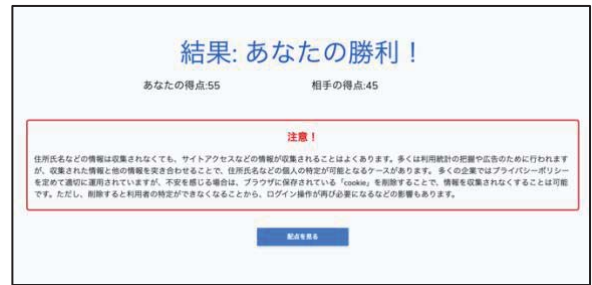 結果: あなたの勝利！
あなたの得点:55 相手の得点:45
注意！
住所氏名などの情報は収集されなくても、サイトアクセスなどの情報が収集されることはよくあります。多くは利用統計の把握や広告のために行われます
が、収集された情報と他の情報を突き合わせることで、住所氏名などの個人の特定が可能となるケースがあります。 多くの企業ではプライバシーポリシー
を定めて適切に運用されていますが、不安を感じる場合は、ブラウザに保存されている「cookie」を削除することで、情報を収集されなくすることは可能
です。ただし、削除すると利用者の特定ができなくなることから、ログイン操作が再び必要になるなどの影響もあります。
配点を見る